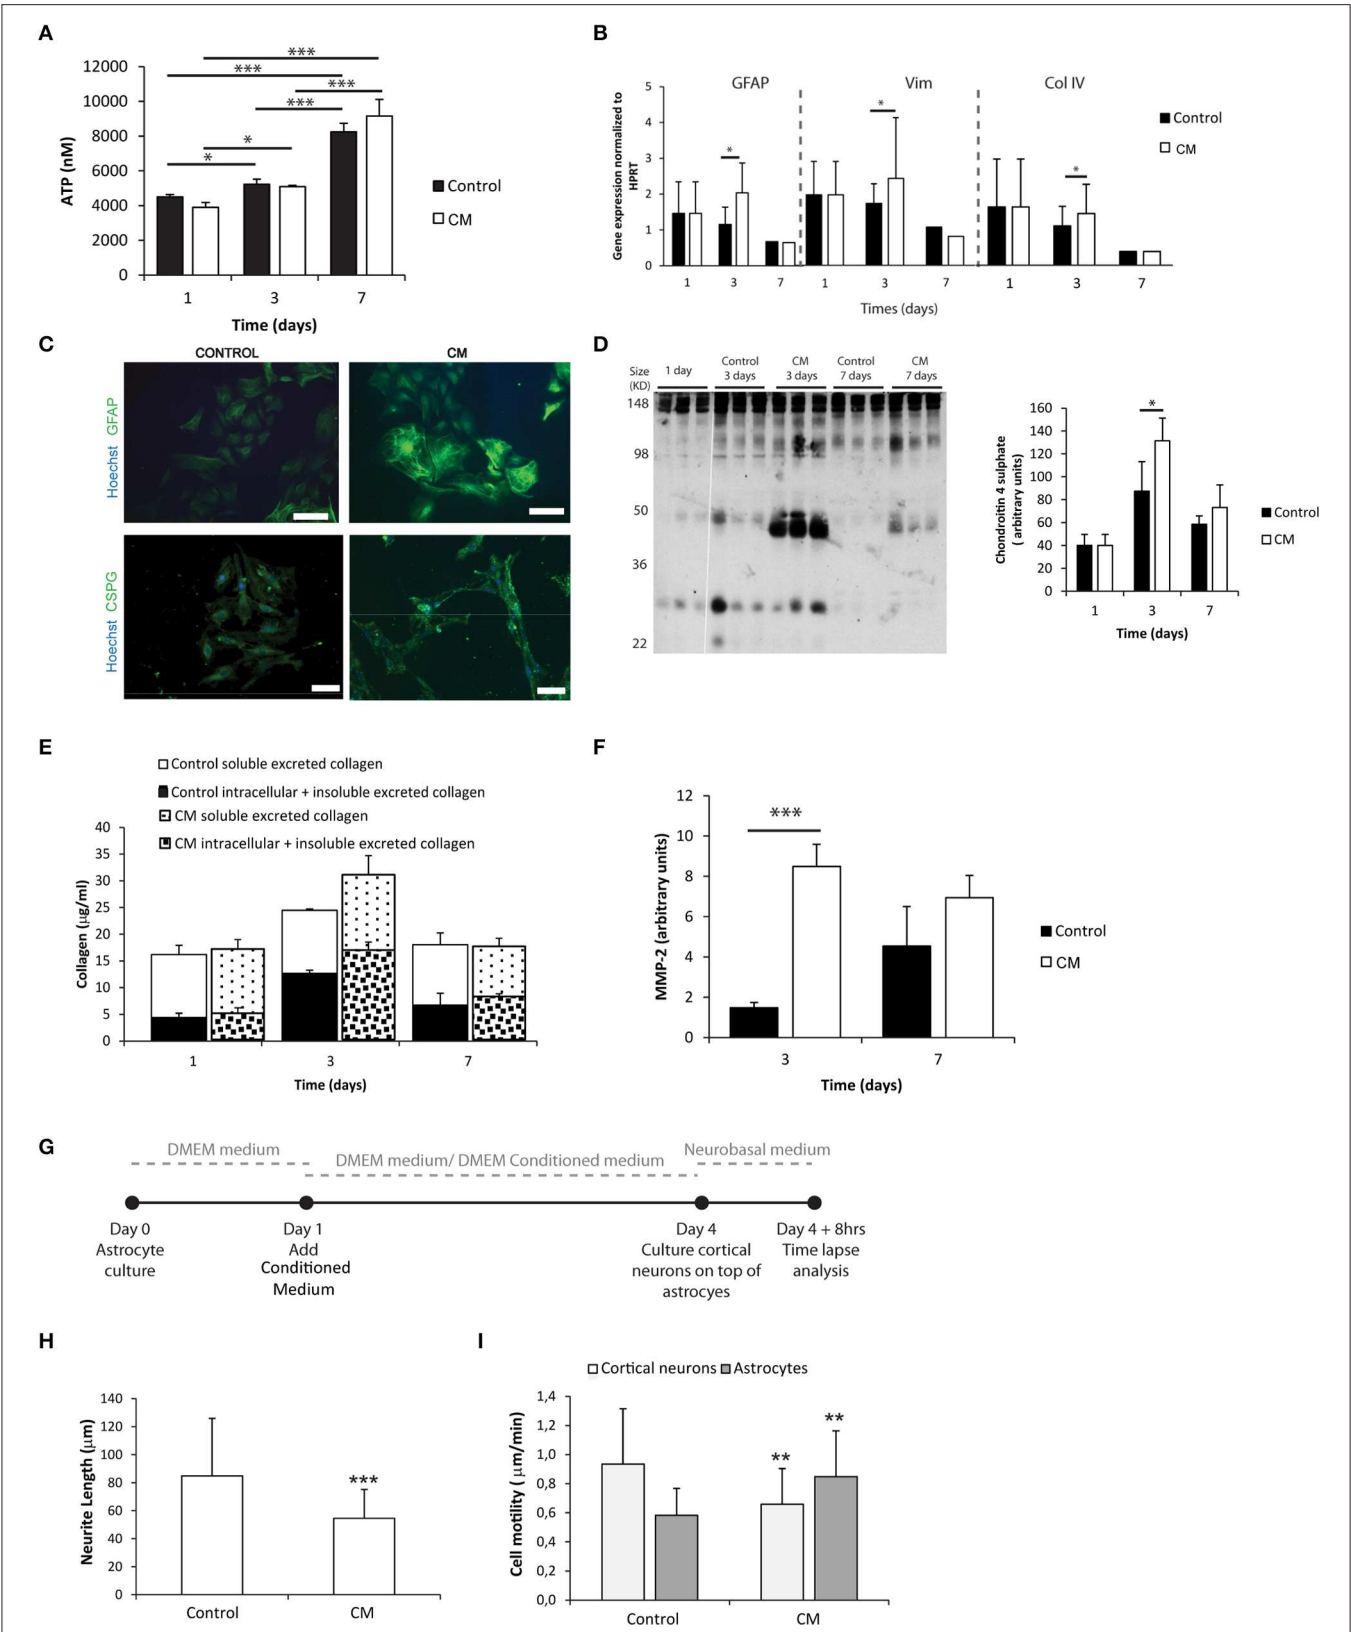 A
***
***
***
***
*
*
12000
10000
8000
6000
4000
2000
0
ATP (nM)
1 3 7
Time (days)
Control
CM
B
GFAP Vim Col IV
5
4
3
2
1
0
Gene expression normalized to
HPRT
*
*
*
1 3 7 1 3 7 1 3 7
Times (days)
Control
CM
C
CONTROL CM
Hoechst GFAP
Hoechst CSPG
D
Size
(KD)
1 day
Control
3 days
CM
3 days
Control
7 days
CM
7 days
148
98
50
36
22
160
140
120
100
80
60
40
20
0
Chondroitin 4 sulphate
( arbitrary units)
*
1 3 7
Time (days)
Control
CM
E
Control soluble excreted collagen
Control intracellular + insoluble excreted collagen
CM soluble excreted collagen
CM intracellular + insoluble excreted collagen
40
35
30
25
20
15
10
5
0
Collagen (μg/ml)
1 3 7
Time (days)
F
12
10
8
6
4
2
0
MMP-2 (arbitrary units)
***
3 7
Time (days)
Control
CM
G
DMEM medium
DMEM medium/ DMEM Conditioned medium
Neurobasal medium
Day 0
Astrocyte
culture
Day 1
Add
Conditioned
Medium
Day 4
Culture cortical
neurons on top of
astrocyes
Day 4 + 8hrs
Time lapse
analysis
H
140
120
100
80
60
40
20
0
Neurite Length (μm)
***
Control CM
I
Cortical neurons Astrocytes
1,4
1,2
1,0
0,8
0,6
0,4
0,2
0,0
Cell motility ( μm/min)
**
**
Control CM